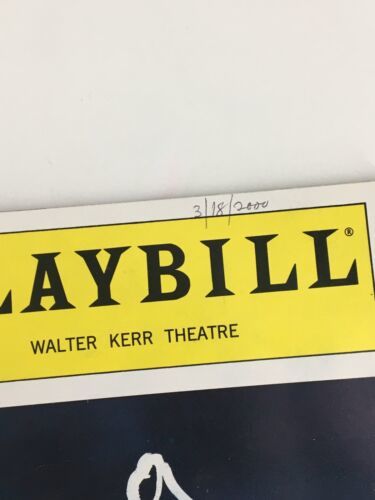 3/18/2000
LAYBILL®
WALTER KERR THEATRE